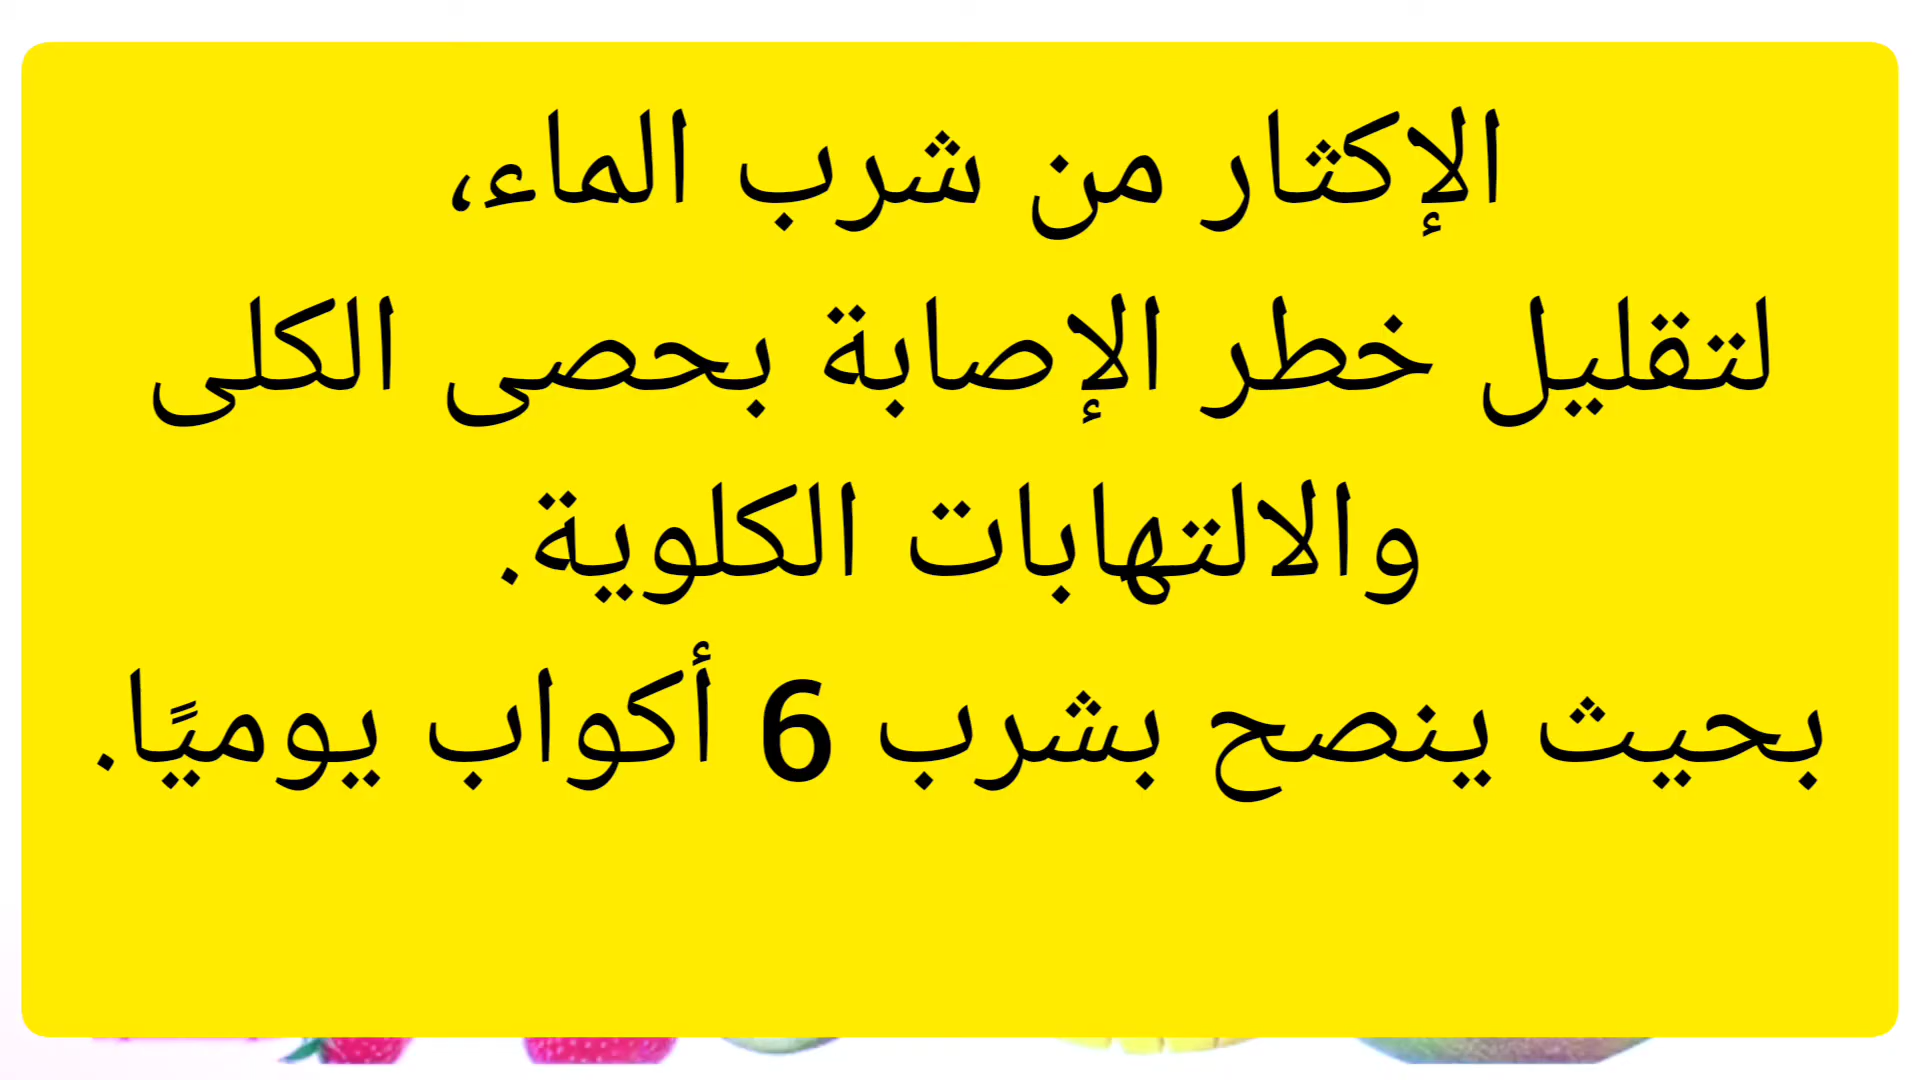 الإكثار من شرب الماء،
لتقليل خطر الإصابة بحصى الكلى
والالتهابات الكلوية.
بحيث ينصح بشرب 6 أكواب يوميًا.